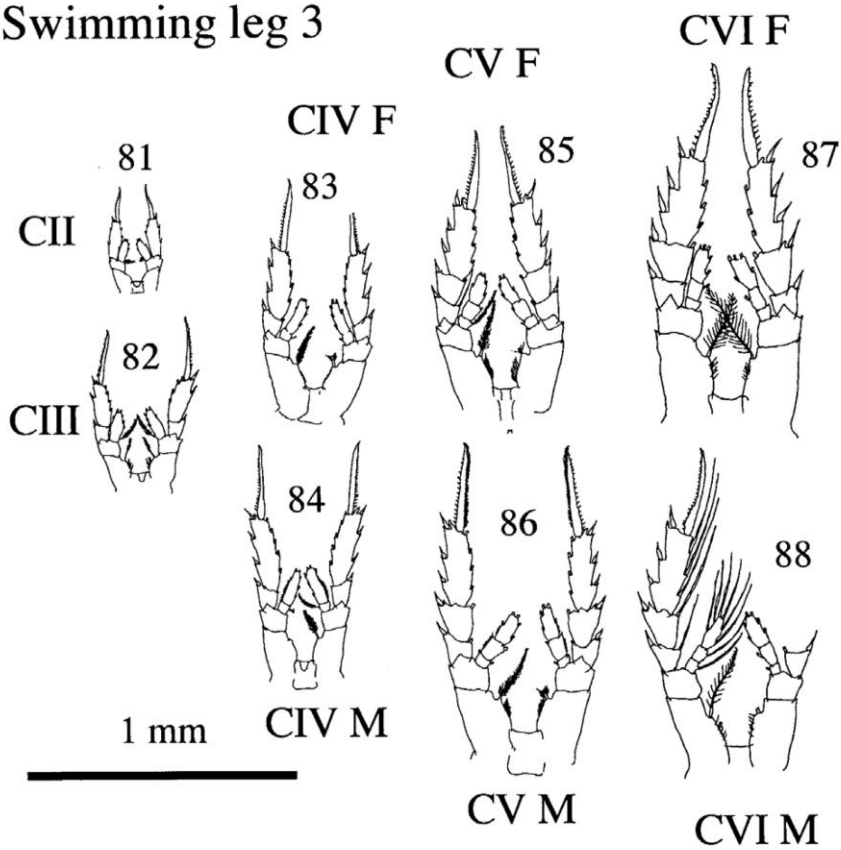 Swimming leg 3
CVI F
CV F
CIV F
81
83
85
87
CII
82
CIII
84
86
88
1 mm
CIV M
CV M
CVI M